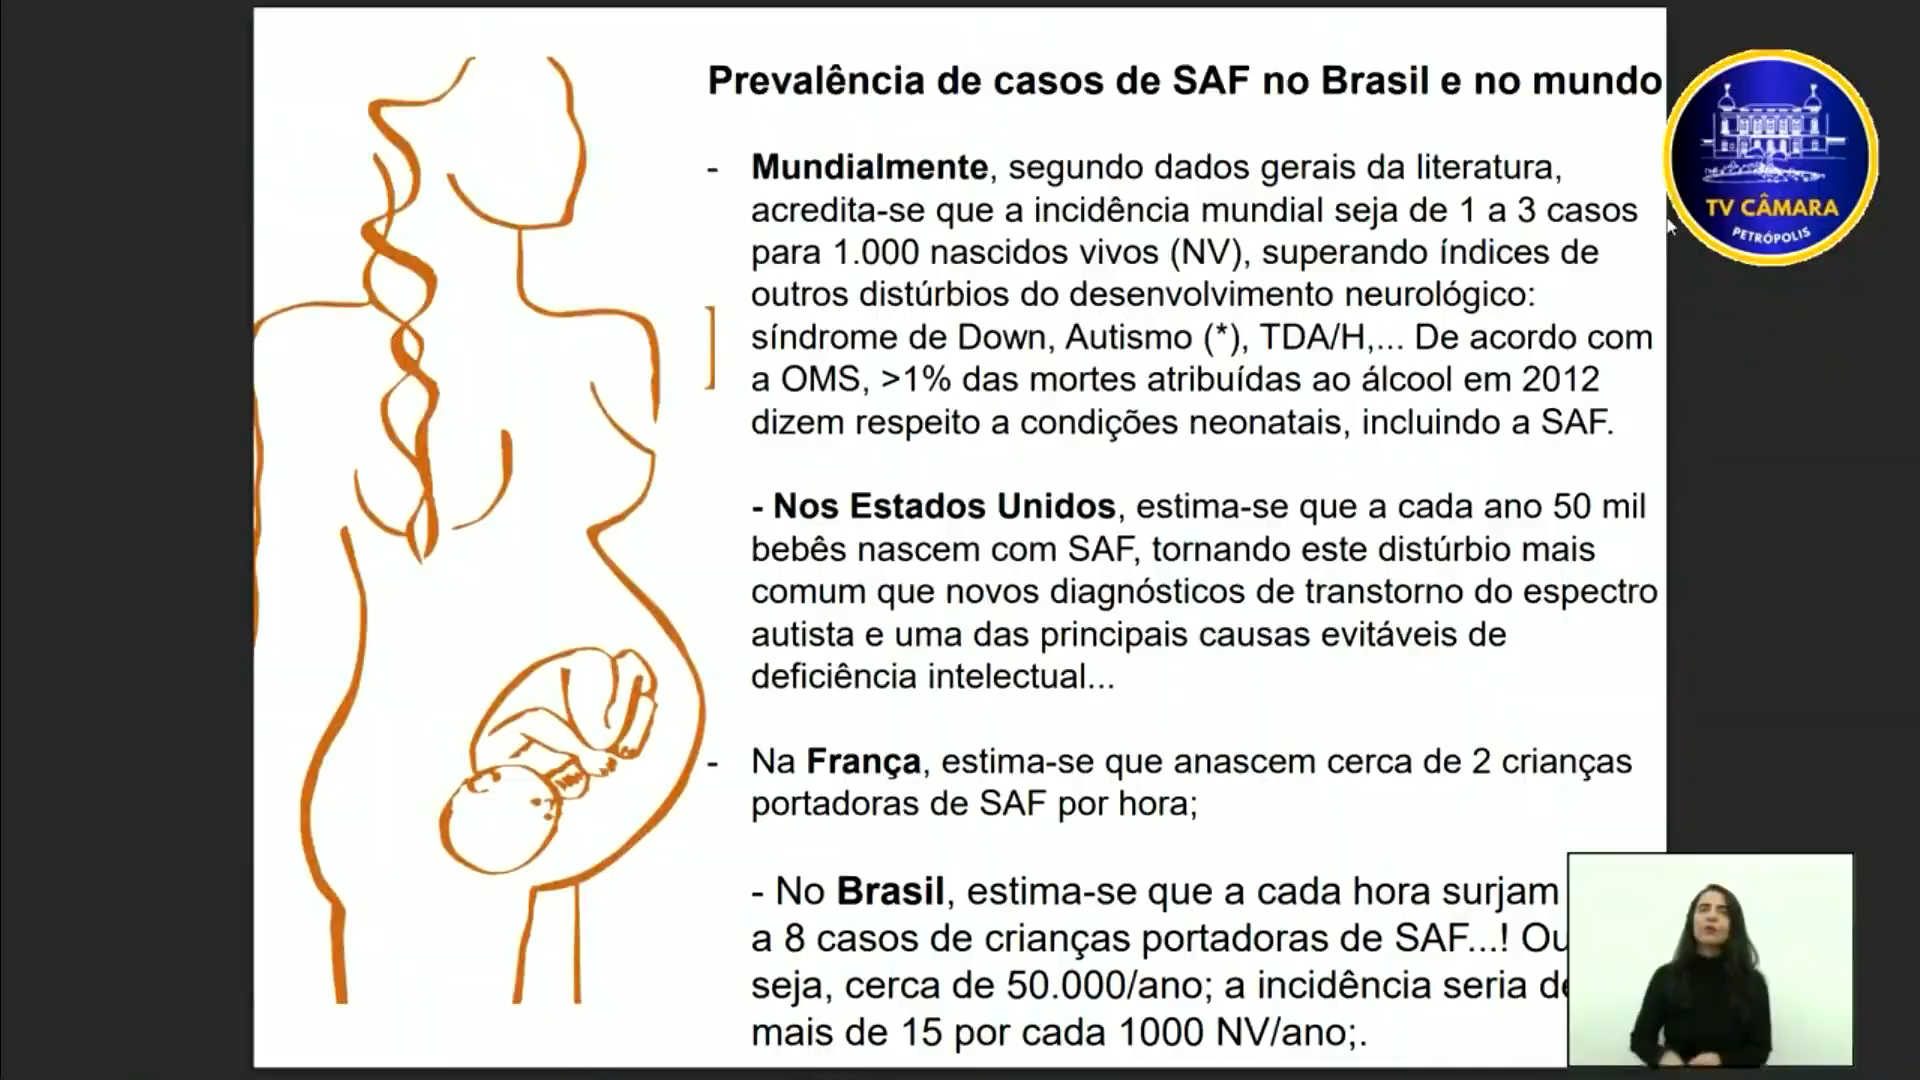 Prevalência de casos de SAF no Brasil e no mundo
- Mundialmente, segundo dados gerais da literatura,
acredita-se que a incidência mundial seja de 1 a 3 casos
para 1.000 nascidos vivos (NV), superando índices de
outros distúrbios do desenvolvimento neurológico:
síndrome de Down, Autismo (*), TDA/H,... De acordo com
a OMS, >1% das mortes atribuídas ao álcool em 2012
dizem respeito a condições neonatais, incluindo a SAF.
- Nos Estados Unidos, estima-se que a cada ano 50 mil
bebês nascem com SAF, tornando este distúrbio mais
comum que novos diagnósticos de transtorno do espectro
autista e uma das principais causas evitáveis de
deficiência intelectual...
- Na França, estima-se que anascem cerca de 2 crianças
portadoras de SAF por hora;
- No Brasil, estima-se que a cada hora surjam
a 8 casos de crianças portadoras de SAF...! Ou
seja, cerca de 50.000/ano; a incidência seria de
mais de 15 por cada 1000 NV/ano;.
TV CÂMARA
PETRÓPOLIS